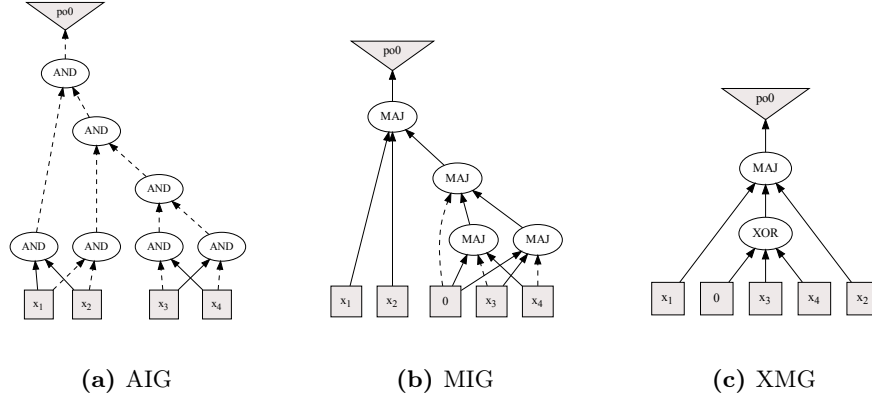 po0
AND
AND
AND
AND AND AND AND
x1 x2 x3 x4
(a) AIG
po0
MAJ
MAJ
MAJ MAJ
x1 x2 0 x3 x4
(b) MIG
po0
MAJ
XOR
x1 0 x3 x4 x2
(c) XMG